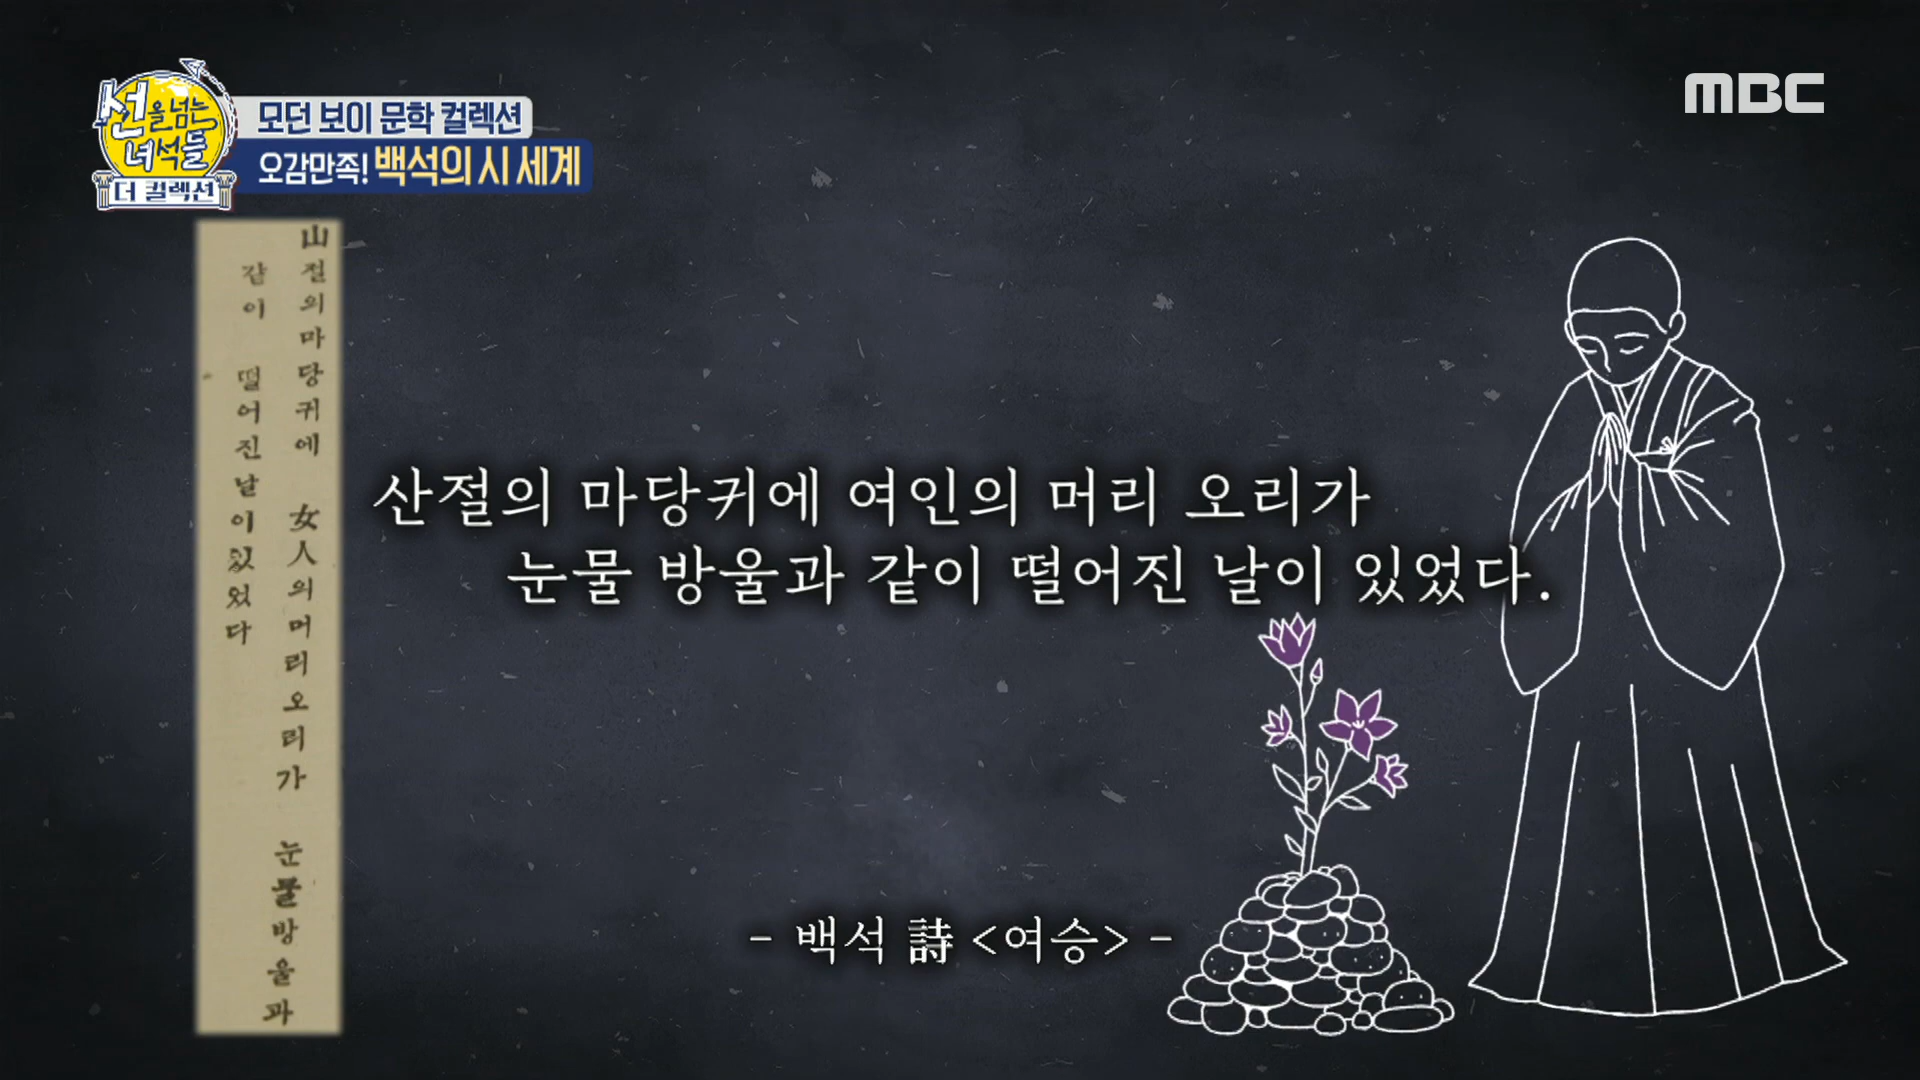 선을 넘는
녀석들
더 컬렉션
모던 보이 문학 컬렉션
오감만족! 백석의 시 세계
MBC
山절의마당귀에 女人의머리오리가 눈물방울과
같이 떨어진날이있었다
산절의 마당귀에 여인의 머리 오리가
눈물 방울과 같이 떨어진 날이 있었다.
- 백석 詩 <여승> -